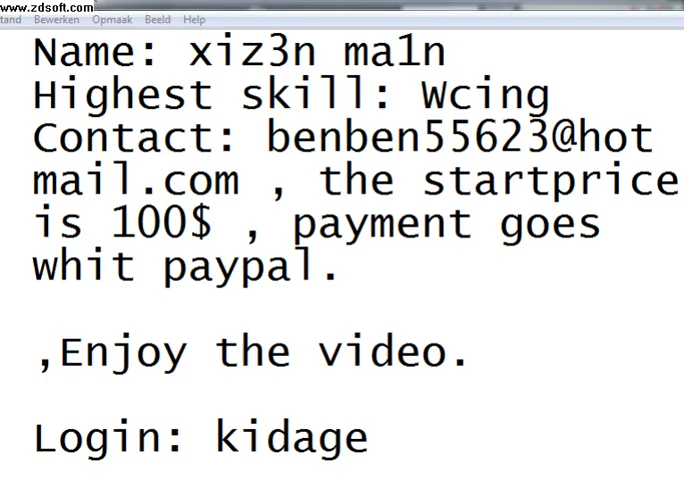 www.zdsoft.com
tand Bewerken Opmaak Beeld Help
Name: xiz3n ma1n
Highest skill: Wcing
Contact: benben55623@hot
mail.com , the startprice
is 100$ , payment goes
whit paypal.
,Enjoy the video.
Login: kidage